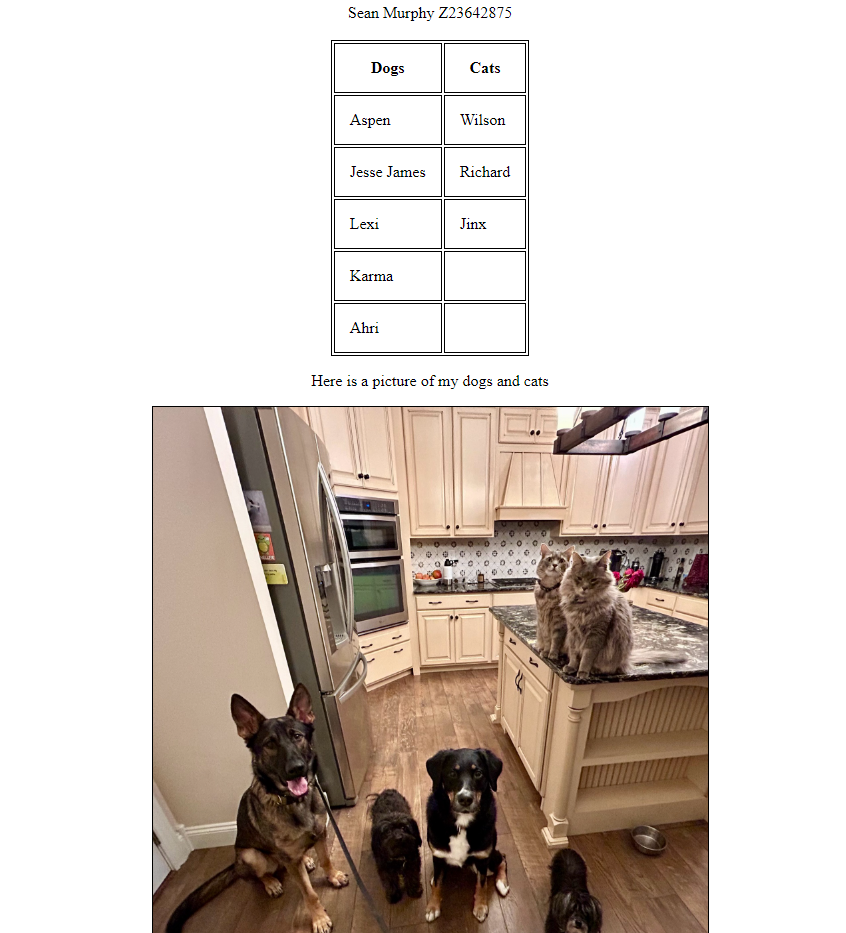 Sean Murphy Z23642875
Dogs Cats
Aspen Wilson
Jesse James Richard
Lexi Jinx
Karma
Ahri
Here is a picture of my dogs and cats